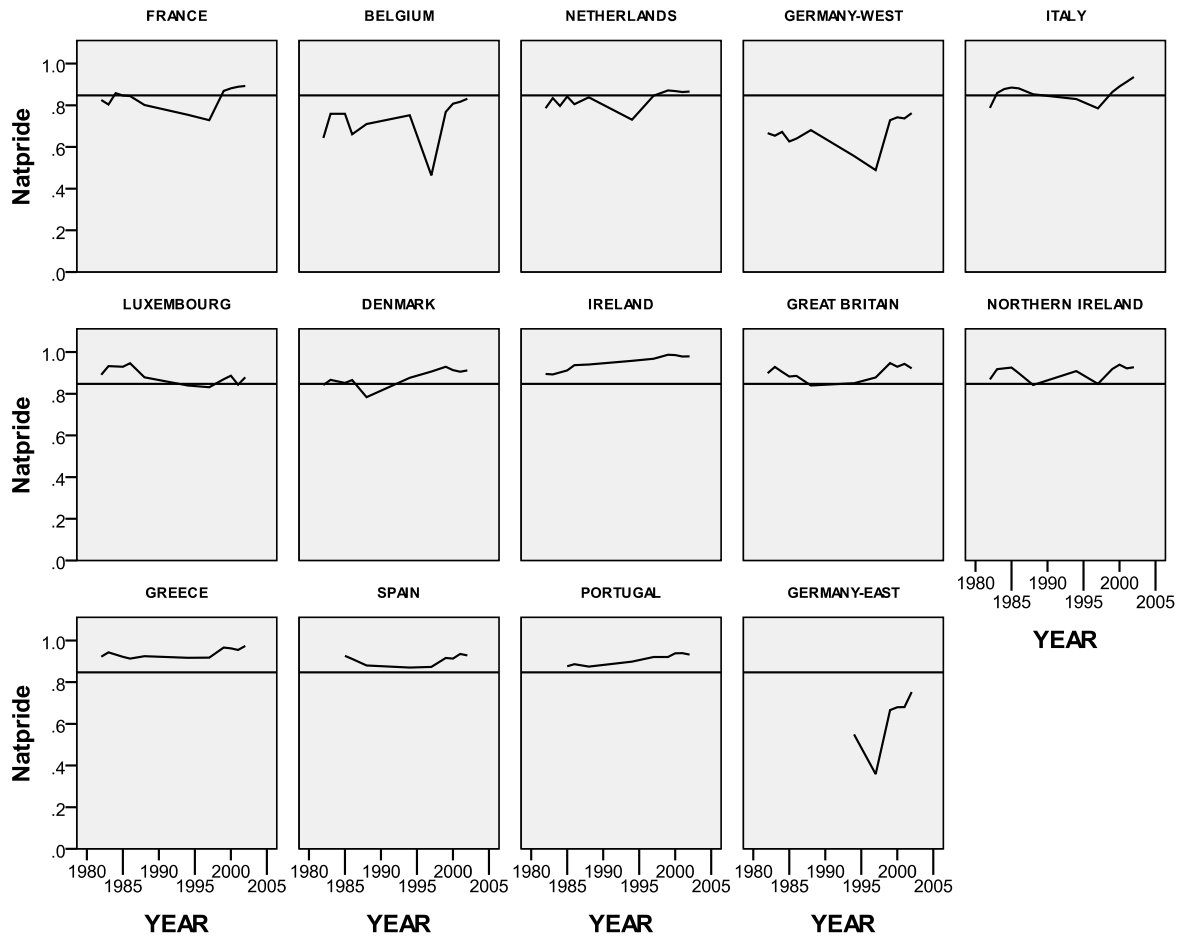 FRANCE BELGIUM NETHERLANDS GERMANY-WEST ITALY
Natpride
1.0
.8
.6
.4
.2
.0
LUXEMBOURG DENMARK IRELAND GREAT BRITAIN NORTHERN IRELAND
Natpride
1.0
.8
.6
.4
.2
.0
1980 1990 2000
1985 1995 2005
YEAR
GREECE SPAIN PORTUGAL GERMANY-EAST
Natpride
1.0
.8
.6
.4
.2
.0
1980 1990 2000 1980 1990 2000 1980 1990 2000 1980 1990 2000
1985 1995 2005 1985 1995 2005 1985 1995 2005 1985 1995 2005
YEAR YEAR YEAR YEAR